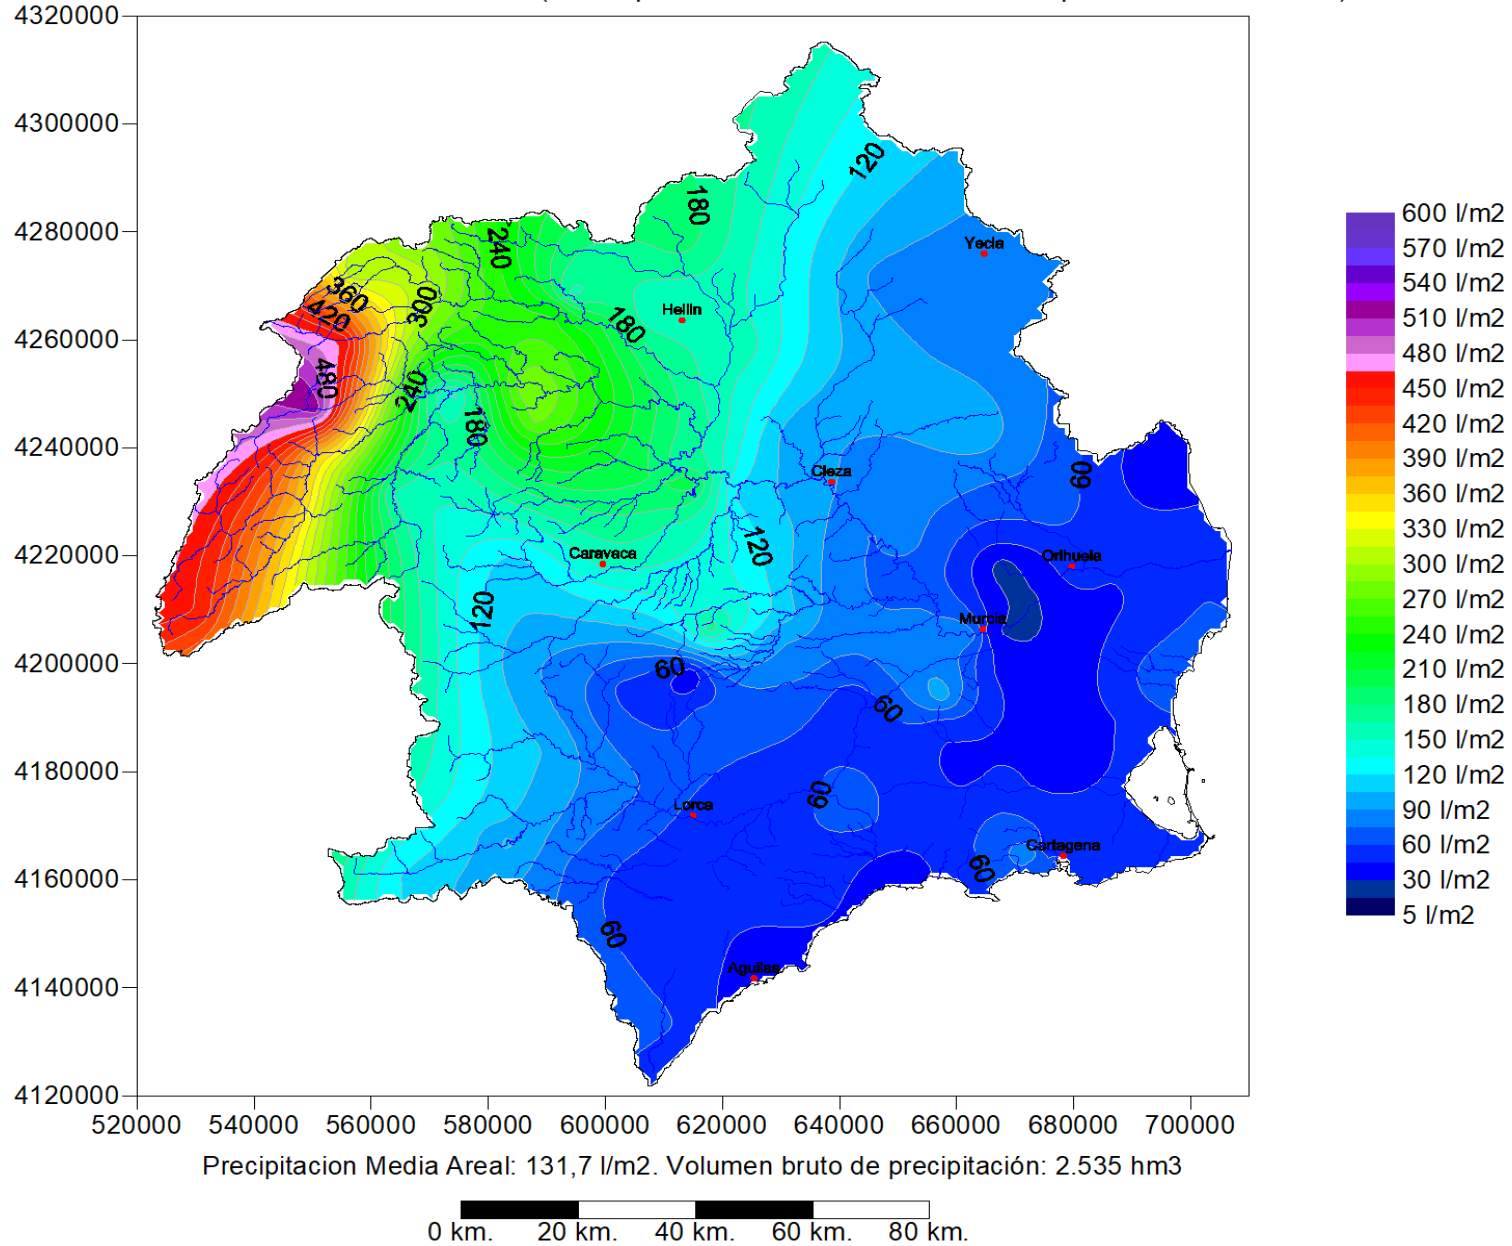 4320000
4300000
4280000
4260000
4240000
4220000
4200000
4180000
4160000
4140000
4120000
520000 540000 560000 580000 600000 620000 640000 660000 680000 700000
120
180
240
Yecla
360
420
300
Hellin
180
480
240
180
Cieza
60
120
Caravaca
Orihuela
120
Murcia
60
60
60
Lorca
Cartagena
60
60
Aguilas
600 l/m2
570 l/m2
540 l/m2
510 l/m2
480 l/m2
450 l/m2
420 l/m2
390 l/m2
360 l/m2
330 l/m2
300 l/m2
270 l/m2
240 l/m2
210 l/m2
180 l/m2
150 l/m2
120 l/m2
90 l/m2
60 l/m2
30 l/m2
5 l/m2
Precipitacion Media Areal: 131,7 l/m2. Volumen bruto de precipitación: 2.535 hm3
0 km. 20 km. 40 km. 60 km. 80 km.